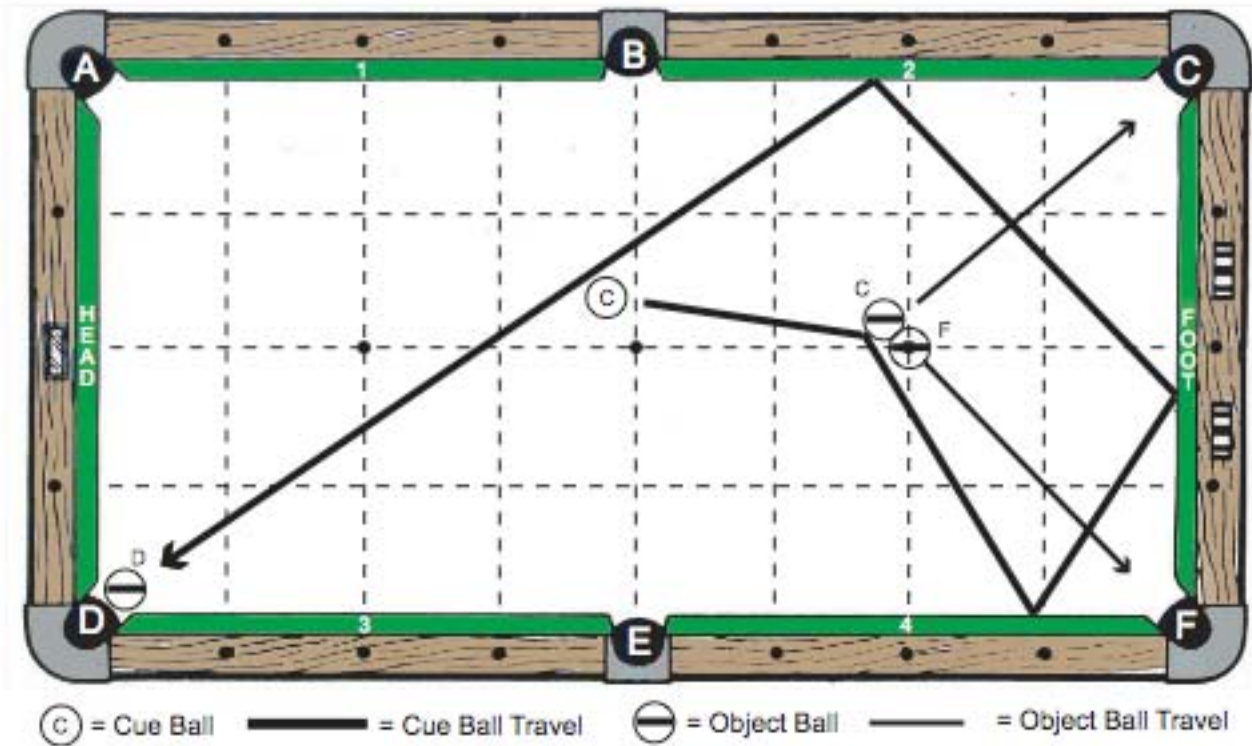 A B C
1 2
HEAD
FOOT
C
C
F
D
D E F
3 4
C = Cue Ball = Cue Ball Travel = Object Ball = Object Ball Travel